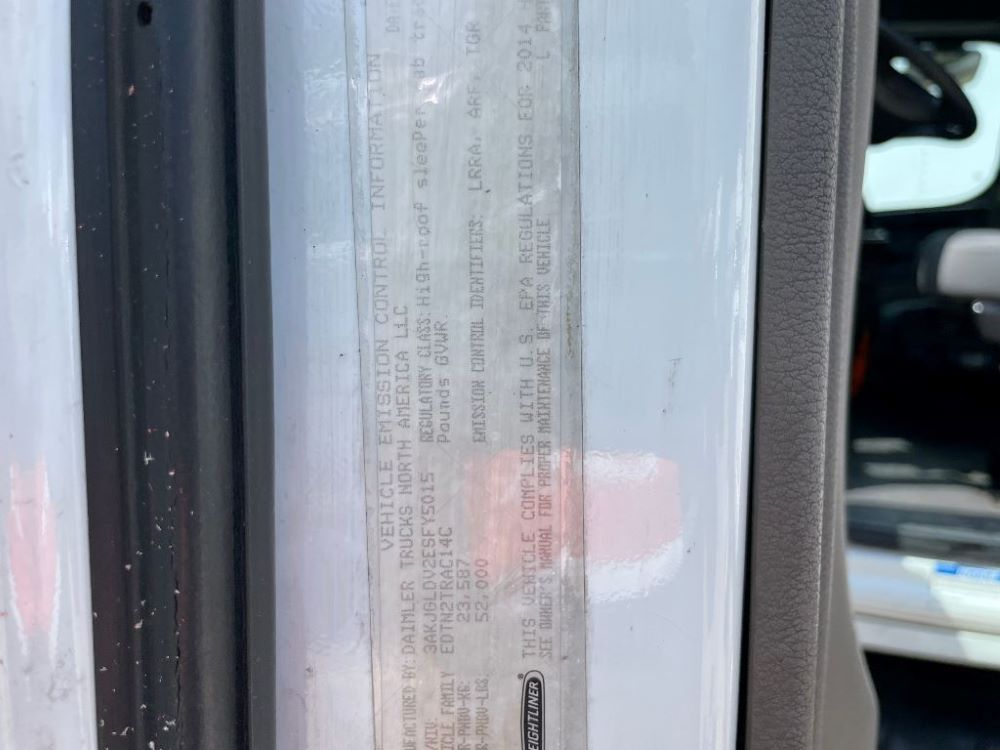 VEHICLE EMISSION CONTROL INFORMATION
UFACTURED BY: DAIMLER TRUCKS NORTH AMERICA LLC
3AKJGLDV2ESFY5015 REGULATORY CLASS: High-roof sleeper
ICLE FAMILY EDTN2TRAC14C Pounds GVWR.
23,587
52,000 EMISSION CONTROL IDENTIFIERS: LRRA, ARF, TGR
THIS VEHICLE COMPLIES WITH U.S. EPA REGULATIONS FOR 2014
SEE OWNER'S MANUAL FOR PROPER MAINTENANCE OF THIS VEHICLE
EIGHTLINER